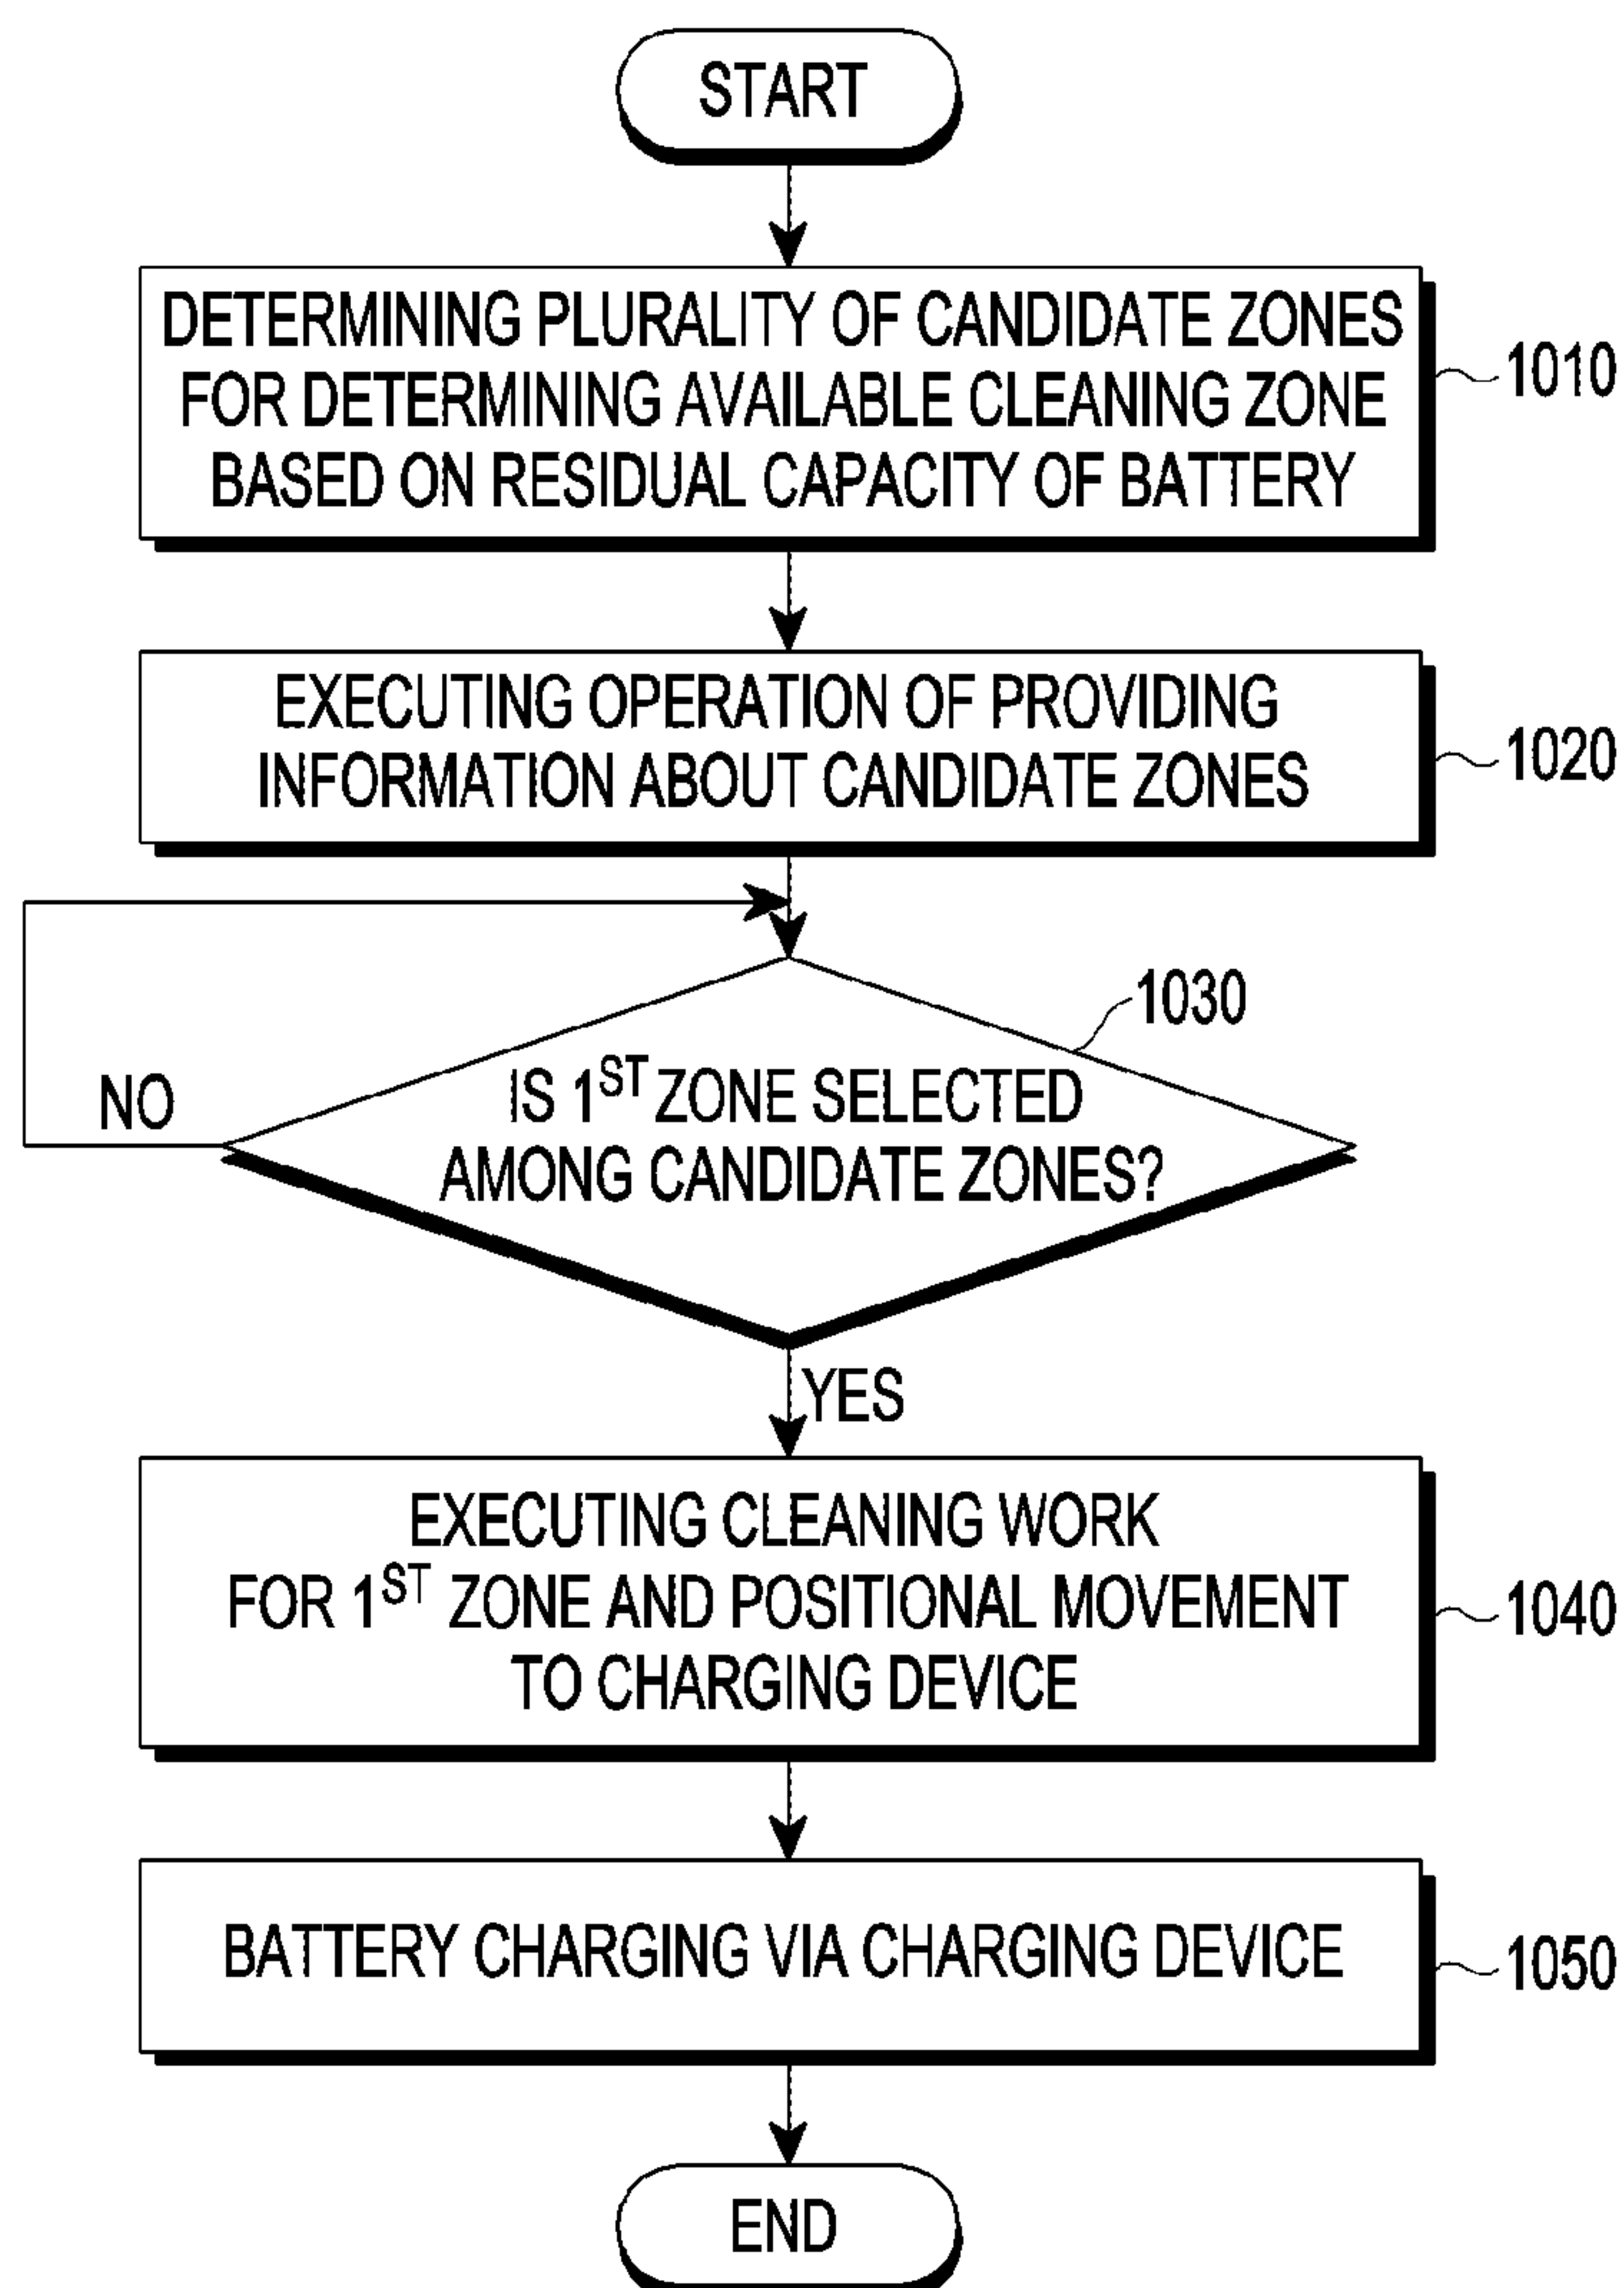 START
DETERMINING PLURALITY OF CANDIDATE ZONES
FOR DETERMINING AVAILABLE CLEANING ZONE
BASED ON RESIDUAL CAPACITY OF BATTERY
1010
EXECUTING OPERATION OF PROVIDING
INFORMATION ABOUT CANDIDATE ZONES
1020
1030
IS 1ST ZONE SELECTED
AMONG CANDIDATE ZONES?
NO
YES
EXECUTING CLEANING WORK
FOR 1ST ZONE AND POSITIONAL MOVEMENT
TO CHARGING DEVICE
1040
BATTERY CHARGING VIA CHARGING DEVICE
1050
END